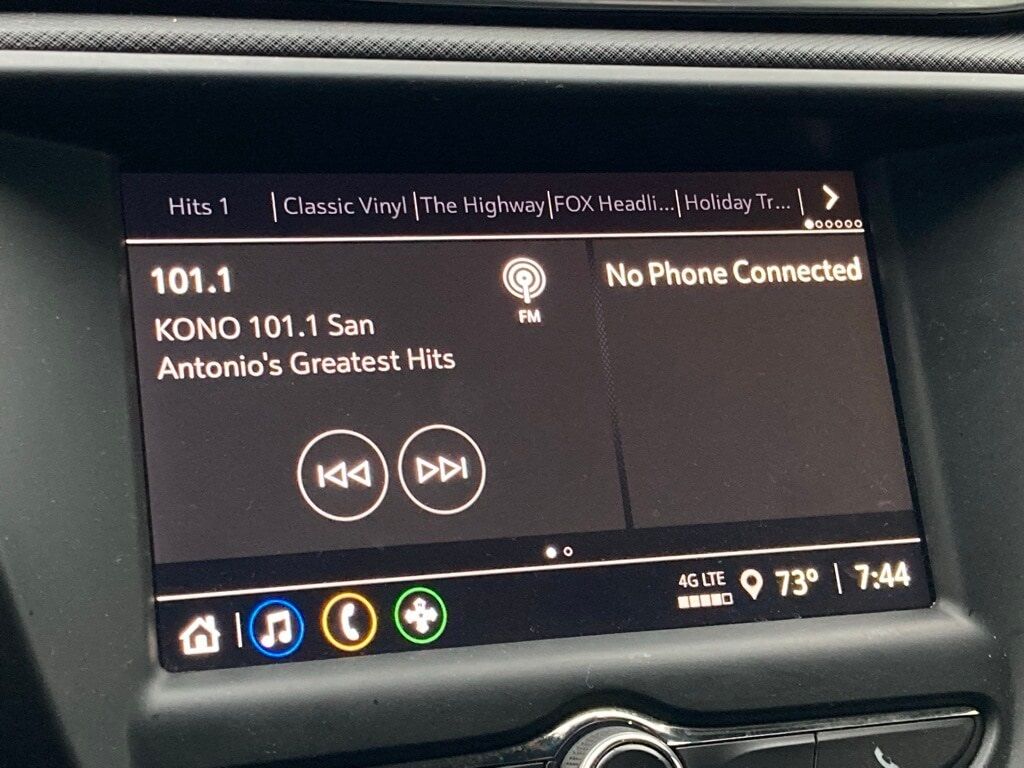 Hits 1 Classic Vinyl The Highway FOX Headli... Holiday Tr...
101.1
FM
KONO 101.1 San
Antonio's Greatest Hits
No Phone Connected
4G LTE 73° 7:44